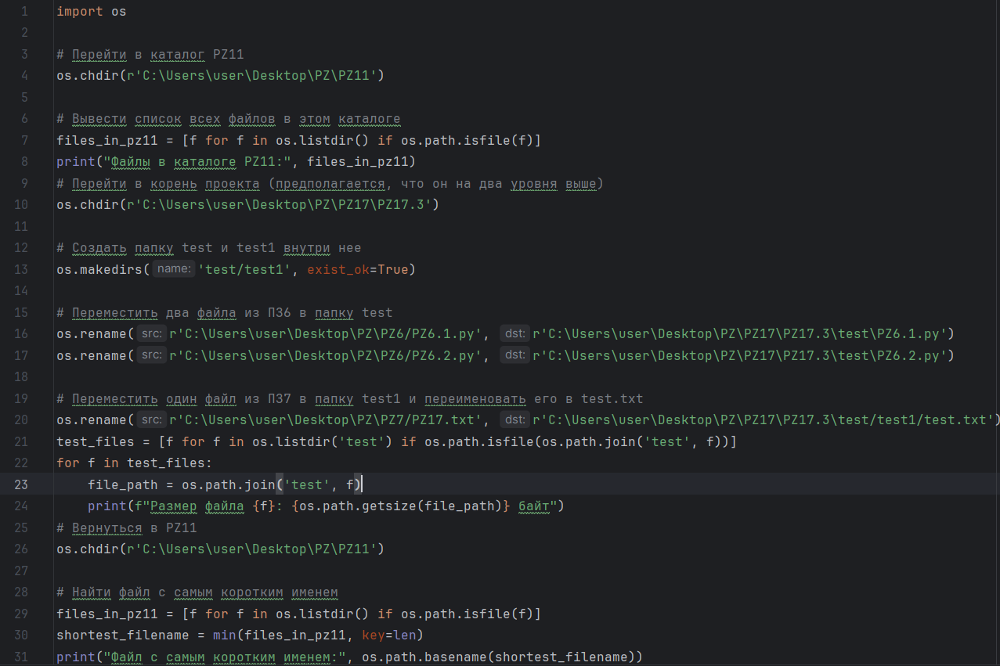 1 import os
2
3 # Перейти в каталог PZ11
4 os.chdir(r'C:\Users\user\Desktop\PZ\PZ11')
5
6 # Вывести список всех файлов в этом каталоге
7 files_in_pz11 = [f for f in os.listdir() if os.path.isfile(f)]
8 print("Файлы в каталоге PZ11:", files_in_pz11)
9 # Перейти в корень проекта (предполагается, что он на два уровня выше)
10 os.chdir(r'C:\Users\user\Desktop\PZ\PZ17\PZ17.3')
11
12 # Создать папку test и test1 внутри нее
13 os.makedirs( name: 'test/test1', exist_ok=True)
14
15 # Переместить два файла из ПЗ6 в папку test
16 os.rename( src: r'C:\Users\user\Desktop\PZ\PZ6/PZ6.1.py', dst: r'C:\Users\user\Desktop\PZ\PZ17\PZ17.3\test\PZ6.1.py')
17 os.rename( src: r'C:\Users\user\Desktop\PZ\PZ6/PZ6.2.py', dst: r'C:\Users\user\Desktop\PZ\PZ17\PZ17.3\test\PZ6.2.py')
18
19 # Переместить один файл из ПЗ7 в папку test1 и переименовать его в test.txt
20 os.rename( src: r'C:\Users\user\Desktop\PZ\PZ7/PZ17.txt', dst: r'C:\Users\user\Desktop\PZ\PZ17\PZ17.3\test/test1/test.txt')
21 test_files = [f for f in os.listdir('test') if os.path.isfile(os.path.join('test', f))]
22 for f in test_files:
23     file_path = os.path.join('test', f)
24     print(f"Размер файла {f}: {os.path.getsize(file_path)} байт")
25 # Вернуться в PZ11
26 os.chdir(r'C:\Users\user\Desktop\PZ\PZ11')
27
28 # Найти файл с самым коротким именем
29 files_in_pz11 = [f for f in os.listdir() if os.path.isfile(f)]
30 shortest_filename = min(files_in_pz11, key=len)
31 print("Файл с самым коротким именем:", os.path.basename(shortest_filename))